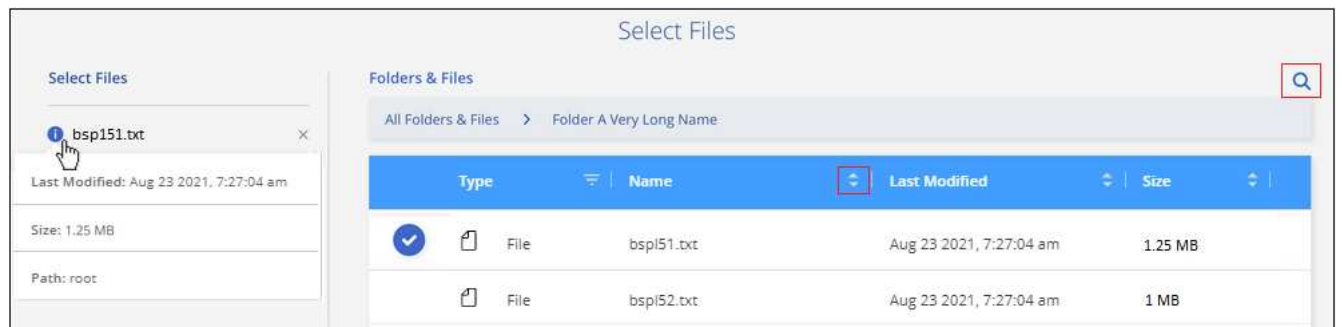 Select Files
Select Files
bsp151.txt
Last Modified: Aug 23 2021, 7:27:04 am
Size: 1.25 MB
Path: root
Folders & Files
All Folders & Files > Folder A Very Long Name
Type Name Last Modified Size
File bspl51.txt Aug 23 2021, 7:27:04 am 1.25 MB
File bspl52.txt Aug 23 2021, 7:27:04 am 1 MB